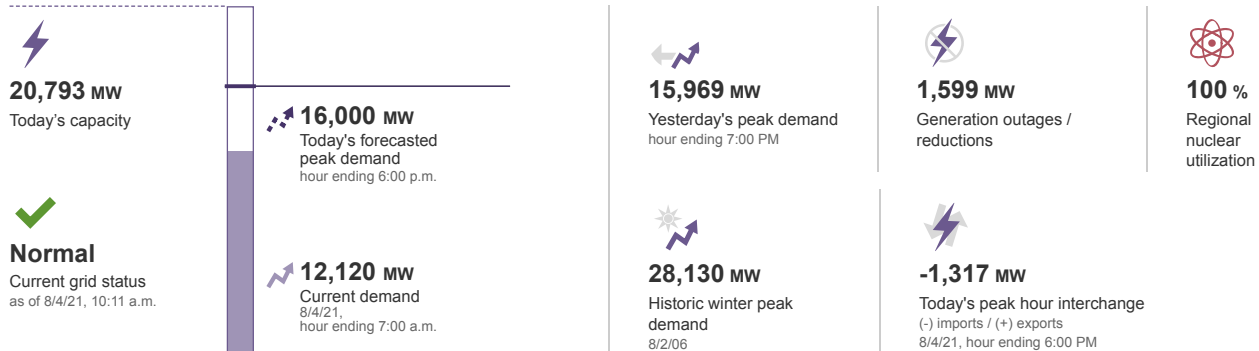 20,793 MW
Today's capacity
Normal
Current grid status
as of 8/4/21, 10:11 a.m.
16,000 MW
Today's forecasted
peak demand
hour ending 6:00 p.m.
12,120 MW
Current demand
8/4/21,
hour ending 7:00 a.m.
15,969 MW
Yesterday's peak demand
hour ending 7:00 PM
1,599 MW
Generation outages /
reductions
100 %
Regional
nuclear
utilization
28,130 MW
Historic winter peak
demand
8/2/06
-1,317 MW
Today's peak hour interchange
(-) imports / (+) exports
8/4/21, hour ending 6:00 PM